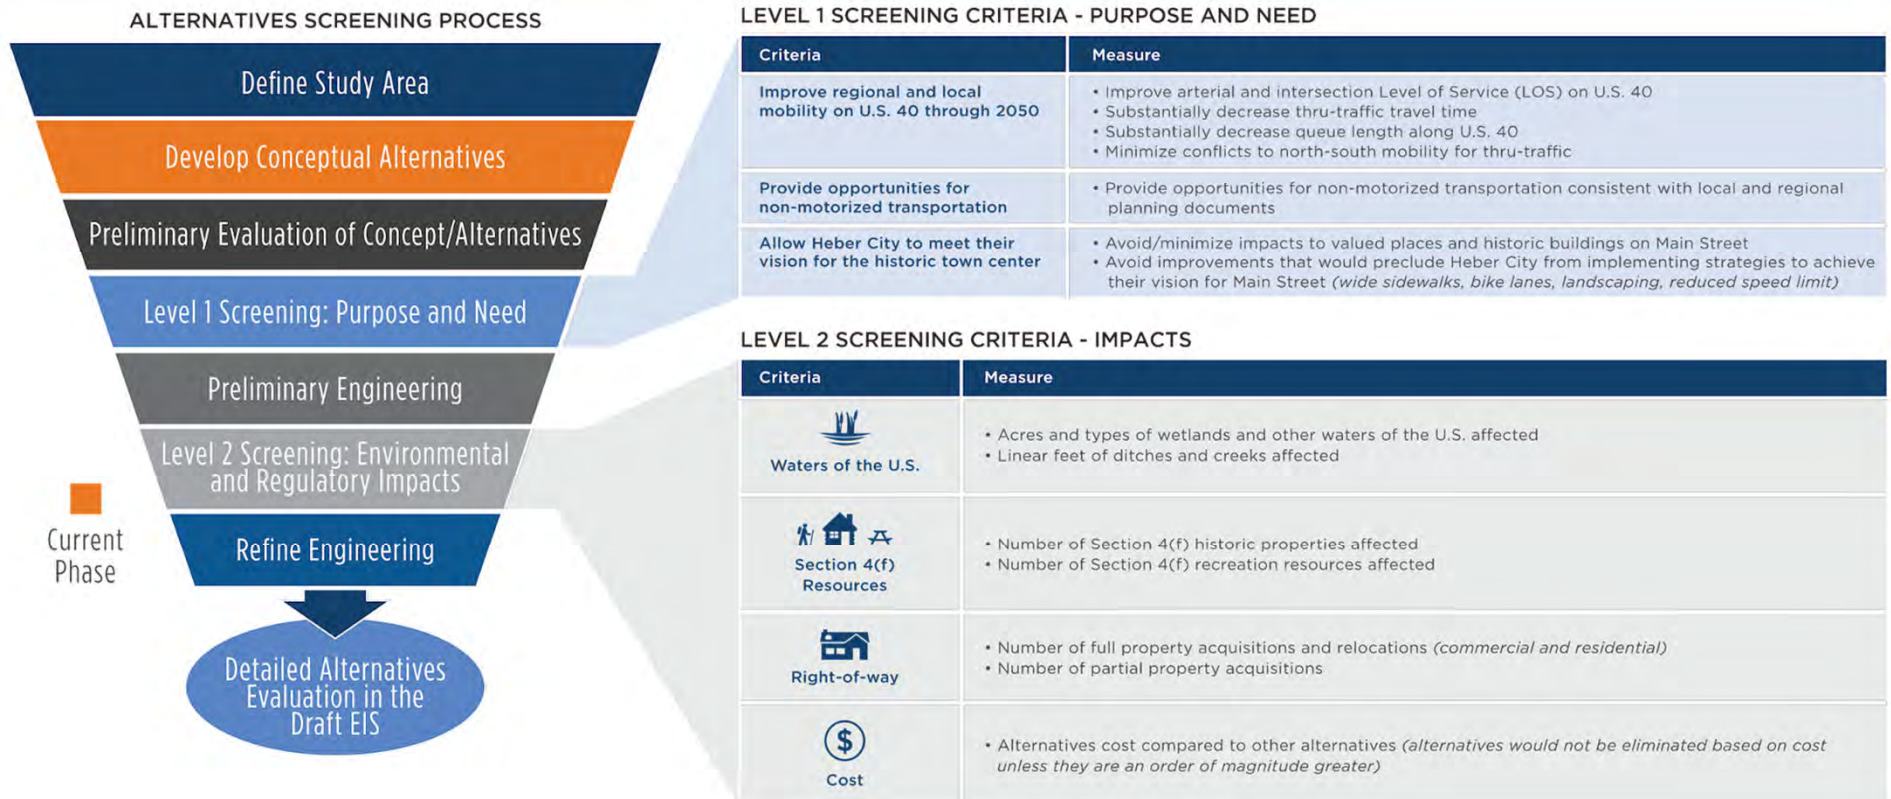 ALTERNATIVES SCREENING PROCESS
Define Study Area
Develop Conceptual Alternatives
Preliminary Evaluation of Concept/Alternatives
Level 1 Screening: Purpose and Need
Preliminary Engineering
Level 2 Screening: Environmental
and Regulatory Impacts
Refine Engineering
Current
Phase
Detailed Alternatives
Evaluation in the
Draft EIS
LEVEL 1 SCREENING CRITERIA - PURPOSE AND NEED
Criteria
Measure
Improve regional and local
mobility on U.S. 40 through 2050
• Improve arterial and intersection Level of Service (LOS) on U.S. 40
• Substantially decrease thru-traffic travel time
• Substantially decrease queue length along U.S. 40
• Minimize conflicts to north-south mobility for thru-traffic
Provide opportunities for
non-motorized transportation
• Provide opportunities for non-motorized transportation consistent with local and regional
planning documents
Allow Heber City to meet their
vision for the historic town center
• Avoid/minimize impacts to valued places and historic buildings on Main Street
• Avoid improvements that would preclude Heber City from implementing strategies to achieve
their vision for Main Street (wide sidewalks, bike lanes, landscaping, reduced speed limit)
LEVEL 2 SCREENING CRITERIA - IMPACTS
Criteria
Measure
Waters of the U.S.
• Acres and types of wetlands and other waters of the U.S. affected
• Linear feet of ditches and creeks affected
Section 4(f)
Resources
• Number of Section 4(f) historic properties affected
• Number of Section 4(f) recreation resources affected
Right-of-way
• Number of full property acquisitions and relocations (commercial and residential)
• Number of partial property acquisitions
$
Cost
• Alternatives cost compared to other alternatives (alternatives would not be eliminated based on cost
unless they are an order of magnitude greater)